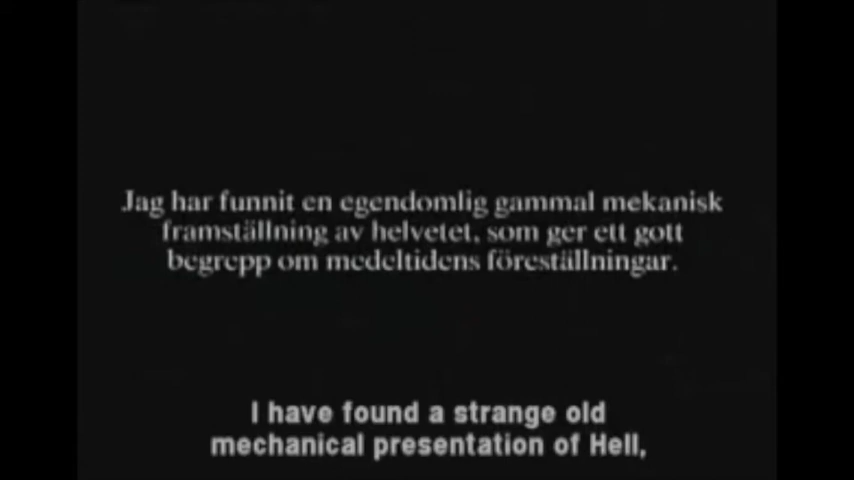 Jag har funnit en egendomlig gammal mekanisk
framställning av helvetet, som ger ett gott
begrepp om medeltidens föreställningar.
I have found a strange old
mechanical presentation of Hell,